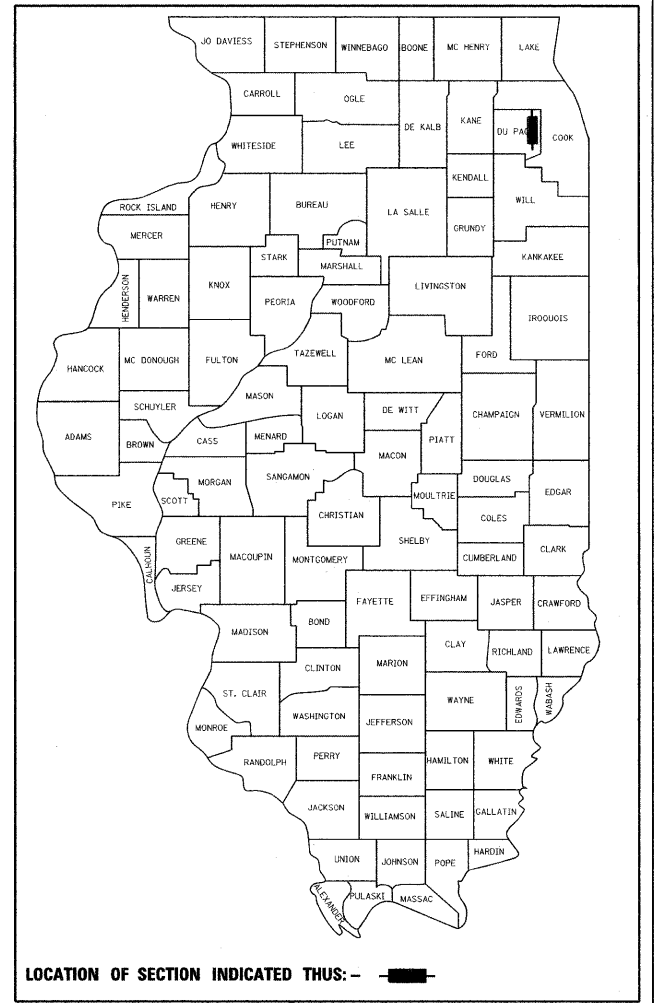 JO DAVIESS
STEPHENSON
WINNEBAGO
BOONE
MC HENRY
LAKE
CARROLL
OGLE
DE KALB
KANE
DU PAG
COOK
WHITESIDE
LEE
KENDALL
WILL
ROCK ISLAND
HENRY
BUREAU
LA SALLE
GRUNDY
MERCER
PUTNAM
KANKAKEE
STARK
MARSHALL
HENDERSON
WARREN
KNOX
PEORIA
WOODFORD
LIVINGSTON
IROQUOIS
TAZEWELL
MC LEAN
FORD
HANCOCK
MC DONOUGH
FULTON
MASON
SCHUYLER
LOGAN
DE WITT
CHAMPAIGN
VERMILION
ADAMS
BROWN
CASS
MENARD
PIATT
MACON
MORGAN
SANGAMON
DOUGLAS
EDGAR
PIKE
SCOTT
MOULTRIE
CHRISTIAN
COLES
GREENE
SHELBY
CALHOUN
MACOUPIN
MONTGOMERY
CUMBERLAND
CLARK
JERSEY
FAYETTE
EFFINGHAM
JASPER
CRAWFORD
MADISON
BOND
CLAY
RICHLAND
LAWRENCE
CLINTON
MARION
ST. CLAIR
WAYNE
EDWARDS
WABASH
WASHINGTON
JEFFERSON
MONROE
RANDOLPH
PERRY
HAMILTON
WHITE
FRANKLIN
JACKSON
WILLIAMSON
SALINE
GALLATIN
HARDIN
UNION
JOHNSON
POPE
ALEXANDER
PULASKI
MASSAC
LOCATION OF SECTION INDICATED THUS: -